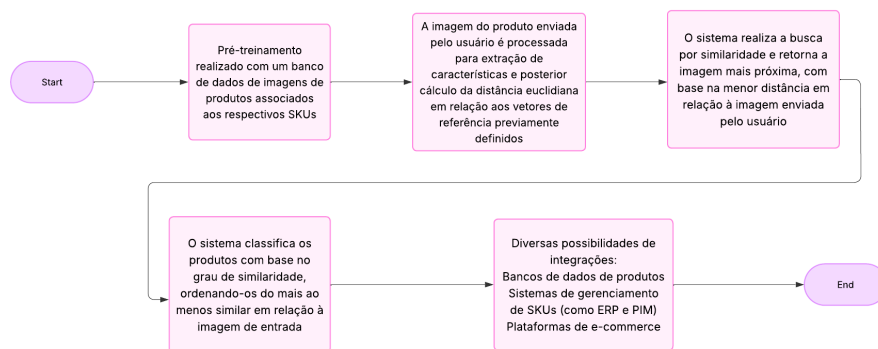 Start
Pré-treinamento
realizado com um banco
de dados de imagens de
produtos associados
aos respectivos SKUs
A imagem do produto enviada
pelo usuário é processada
para extração de
características e posterior
cálculo da distância euclidiana
em relação aos vetores de
referência previamente
definidos
O sistema realiza a busca
por similaridade e retorna a
imagem mais próxima, com
base na menor distância em
relação à imagem enviada
pelo usuário
O sistema classifica os
produtos com base no
grau de similaridade,
ordenando-os do mais ao
menos similar em relação à
imagem de entrada
Diversas possibilidades de
integrações:
Bancos de dados de produtos
Sistemas de gerenciamento
de SKUs (como ERP e PIM)
Plataformas de e-commerce
End